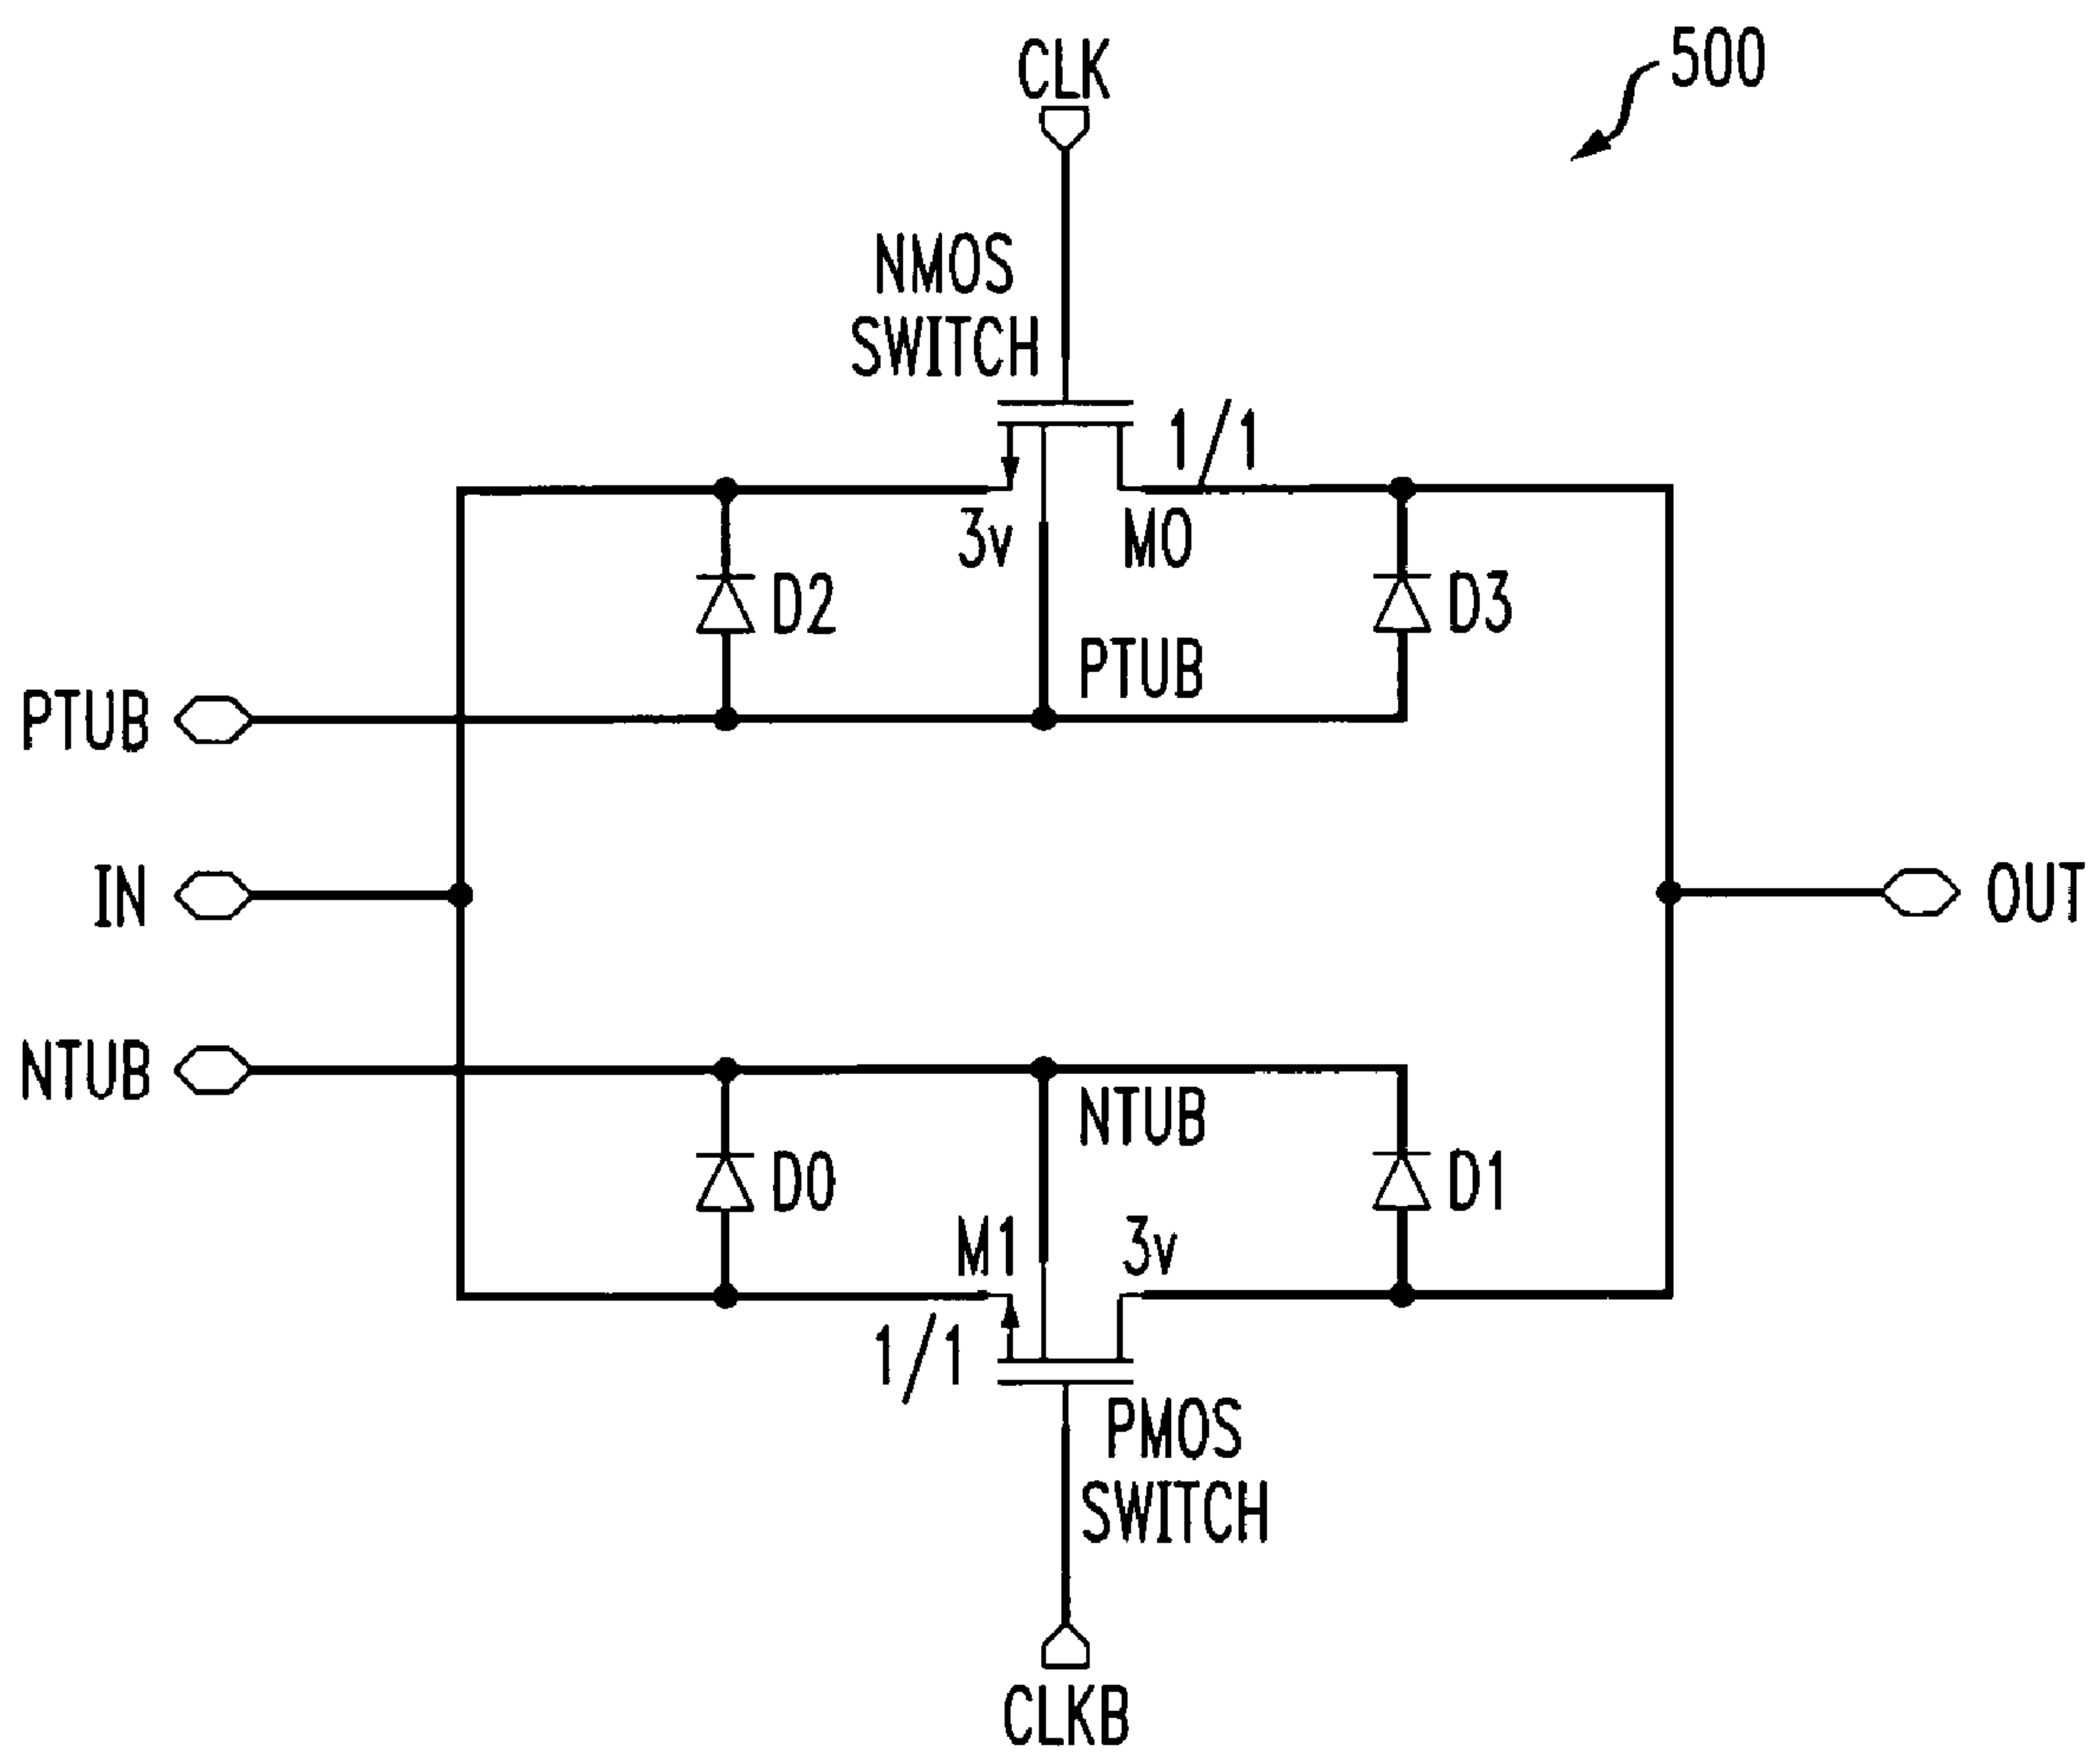 CLK
500
NMOS
SWITCH
1/1
3v
M0
D2
D3
PTUB
PTUB
IN
OUT
NTUB
NTUB
D0
D1
M1
3v
1/1
PMOS
SWITCH
CLKB